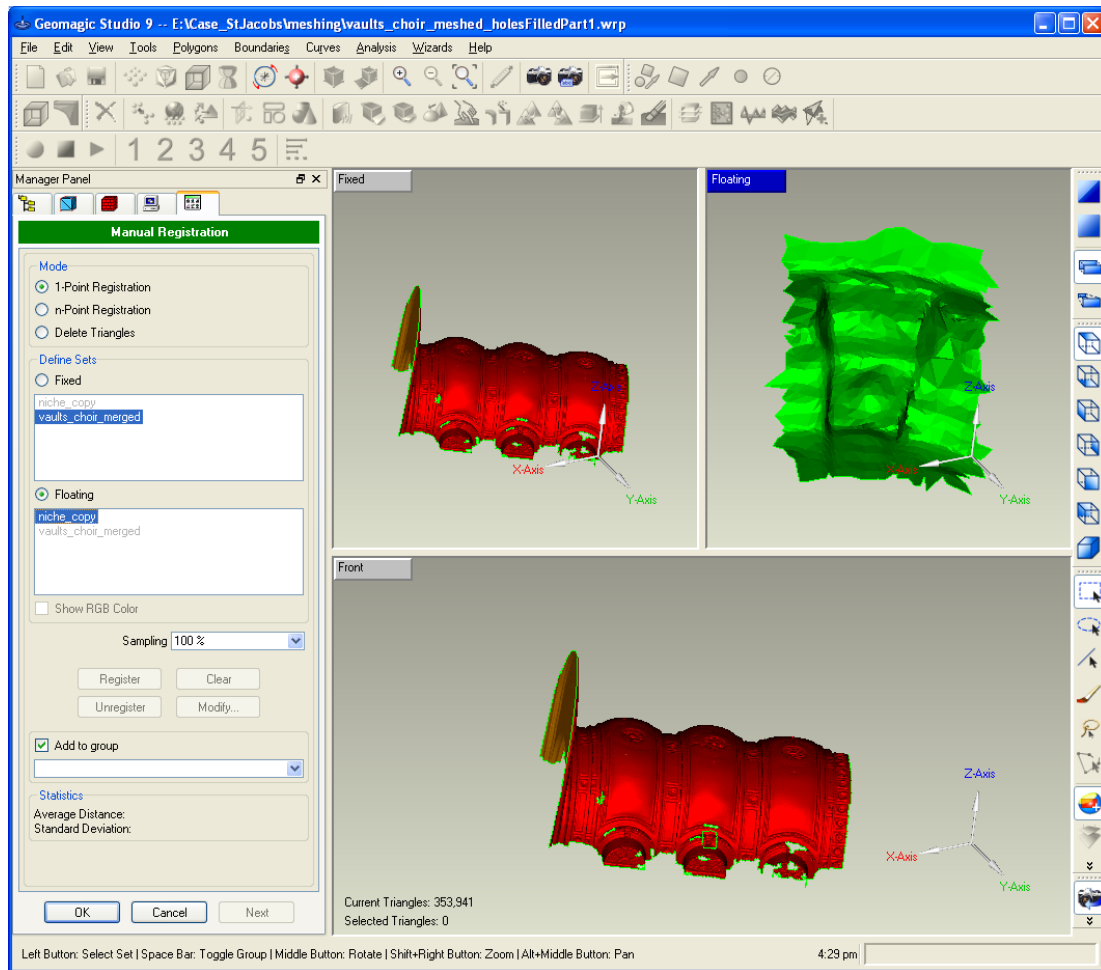 Geomagic Studio 9 -- E:\Case_StJacobs\meshing\vaults_choir_meshed_holesFilledPart1.wrp
File Edit View Tools Polygons Boundaries Curves Analysis Wizards Help
1 2 3 4 5
Manager Panel
Manual Registration
Mode
1-Point Registration
n-Point Registration
Delete Triangles
Define Sets
Fixed
niche_copy
vaults_choir_merged
Floating
niche_copy
vaults_choir_merged
Show RGB Color
Sampling 100 %
Register Clear
Unregister Modify...
Add to group
Statistics
Average Distance:
Standard Deviation:
OK Cancel Next
Fixed
Z-Axis
X-Axis
Y-Axis
Floating
Z-Axis
X-Axis
Y-Axis
Front
Z-Axis
X-Axis
Y-Axis
Current Triangles: 353,941
Selected Triangles: 0
Left Button: Select Set | Space Bar: Toggle Group | Middle Button: Rotate | Shift+Right Button: Zoom | Alt+Middle Button: Pan
4:29 pm